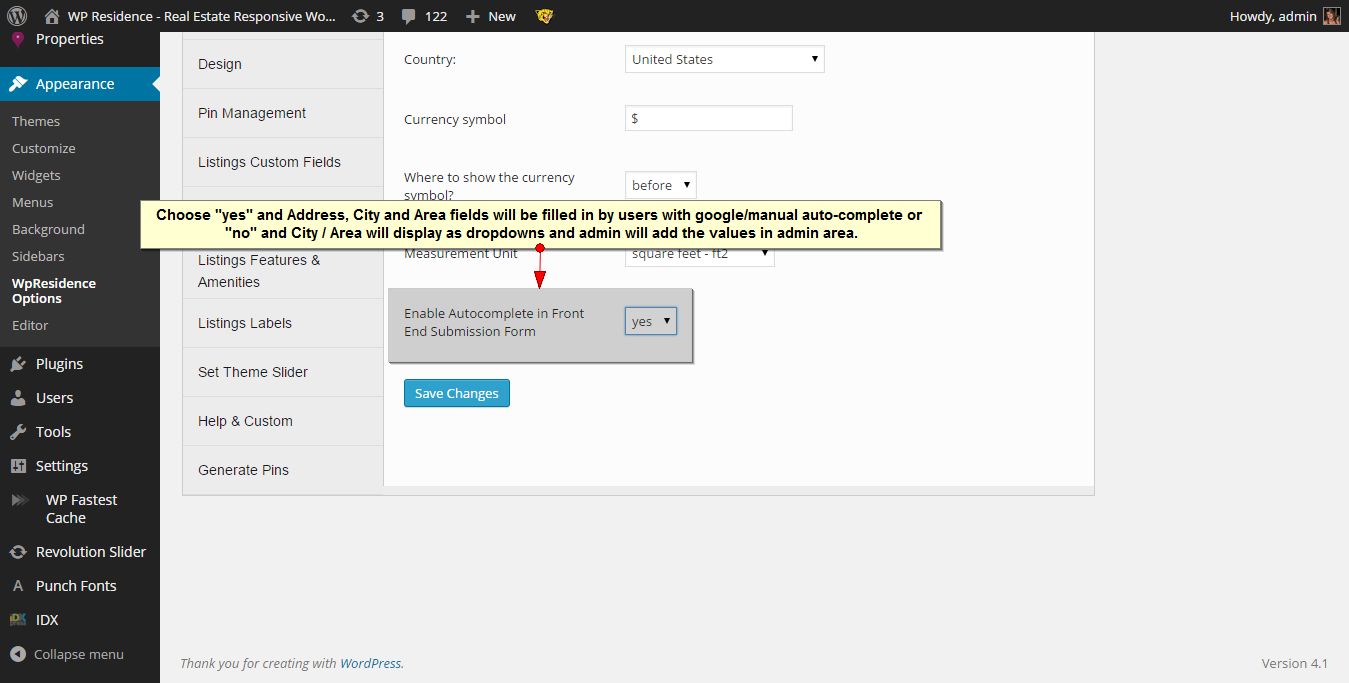 WP Residence - Real Estate Responsive Wo...
3
122
New
Howdy, admin
Properties
Appearance
Themes
Customize
Widgets
Menus
Background
Sidebars
WpResidence
Options
Editor
Plugins
Users
Tools
Settings
WP Fastest
Cache
Revolution Slider
A Punch Fonts
IDX
Collapse menu
Design
Pin Management
Listings Custom Fields
Listings Features &
Amenities
Listings Labels
Set Theme Slider
Help & Custom
Generate Pins
Country:
United States
Currency symbol
$
Where to show the currency
symbol?
before
Choose "yes" and Address, City and Area fields will be filled in by users with google/manual auto-complete or
"no" and City / Area will display as dropdowns and admin will add the values in admin area.
Measurement Unit
square feet - ft2
Enable Autocomplete in Front
End Submission Form
yes
Save Changes
Thank you for creating with WordPress.
Version 4.1